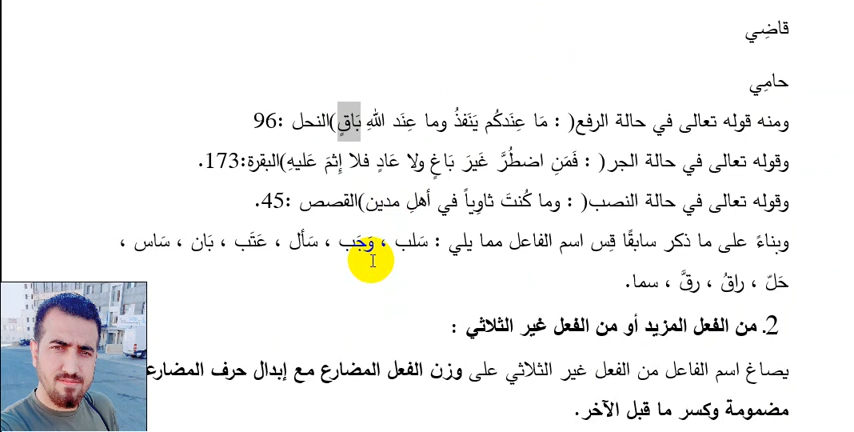 قاضِي
حامِي
ومنه قوله تعالى في حالة الرفع( : مَا عِنَدكُم يَنَفذُ وما عِنَد اللهِ بَاقٍ)النحل :96
وقوله تعالى في حالة الجر( : فَمَنِ اضطُرَّ غَيرَ بَاغٍ ولا عَادٍ فلا إثمَ عَليهِ)البقرة:173.
وقوله تعالى في حالة النصب( : وما كُنتَ ثاوِياً في أهلِ مدين)القصص :45.
وبناءً على ما ذكر سابقًا قِس اسم الفاعل مما يلي : سَلب ، وَجَب ، سَأل ، عَتَب ، بَان ، سَاس ،
حَلّ ، راقُ ، رقَّ ، سما.
2. من الفعل المزيد أو من الفعل غير الثلاثي :
يصاغ اسم الفاعل من الفعل غير الثلاثي على وزن الفعل المضارع مع إبدال حرف المضارع
مضمومة وكسر ما قبل الآخر.